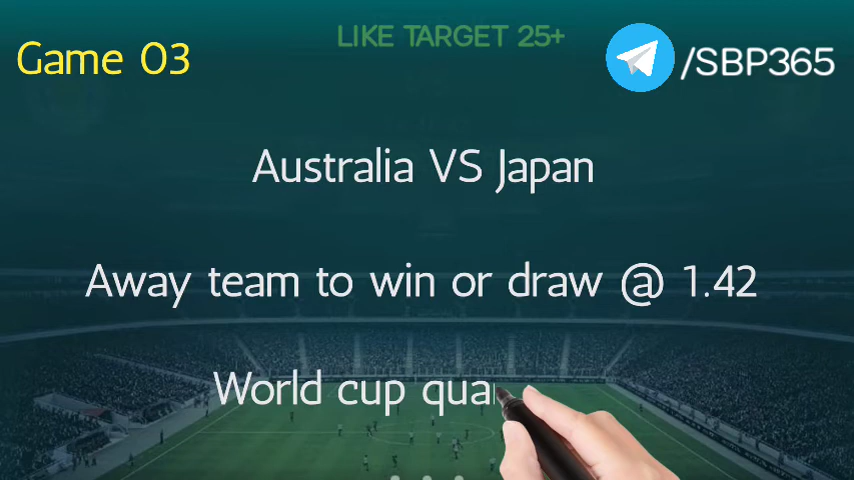 Game 03
LIKE TARGET 25+
/SBP365
Australia VS Japan
Away team to win or draw @ 1.42
World cup qua